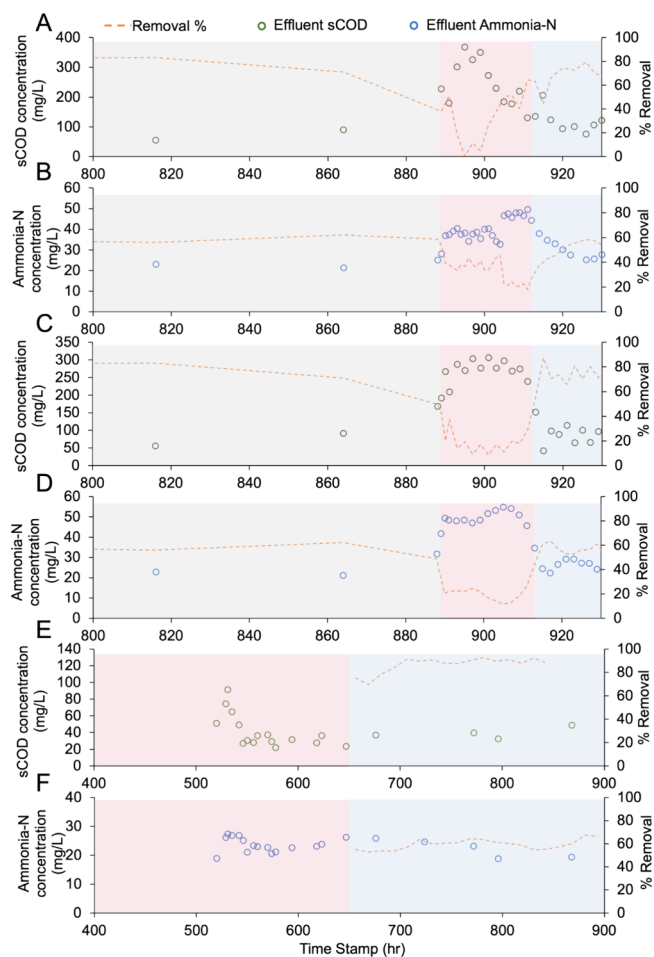 A
Removal %
Effluent sCOD
Effluent Ammonia-N
400
300
200
100
0
sCOD concentration
(mg/L)
100
80
60
40
20
0
% Removal
800 820 840 860 880 900 920
B
60
50
40
30
20
10
0
Ammonia-N
concentration
(mg/L)
100
80
60
40
20
0
% Removal
800 820 840 860 880 900 920
C
350
300
250
200
150
100
50
0
sCOD concentration
(mg/L)
100
80
60
40
20
0
% Removal
800 820 840 860 880 900 920
D
60
50
40
30
20
10
0
Ammonia-N
concentration
(mg/L)
100
80
60
40
20
0
% Removal
800 820 840 860 880 900 920
E
140
120
100
80
60
40
20
0
sCOD concentration
(mg/L)
100
80
60
40
20
0
% Removal
400 500 600 700 800 900
F
40
30
20
10
0
Ammonia-N
concentration
(mg/L)
100
80
60
40
20
0
% Removal
400 500 600 700 800 900
Time Stamp (hr)